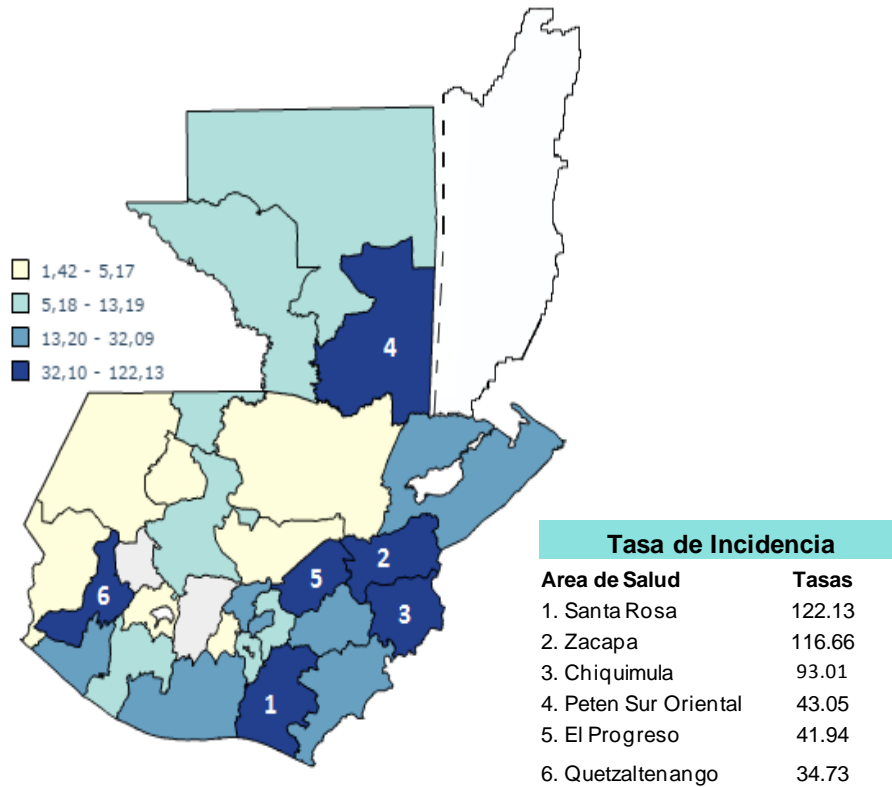 1,42 - 5,17
5,18 - 13,19
13,20 - 32,09
32,10 - 122,13
4
2
5
6
3
1
Tasa de Incidencia
Area de Salud Tasas
1. Santa Rosa 122.13
2. Zacapa 116.66
3. Chiquimula 93.01
4. Peten Sur Oriental 43.05
5. El Progreso 41.94
6. Quetzaltenango 34.73